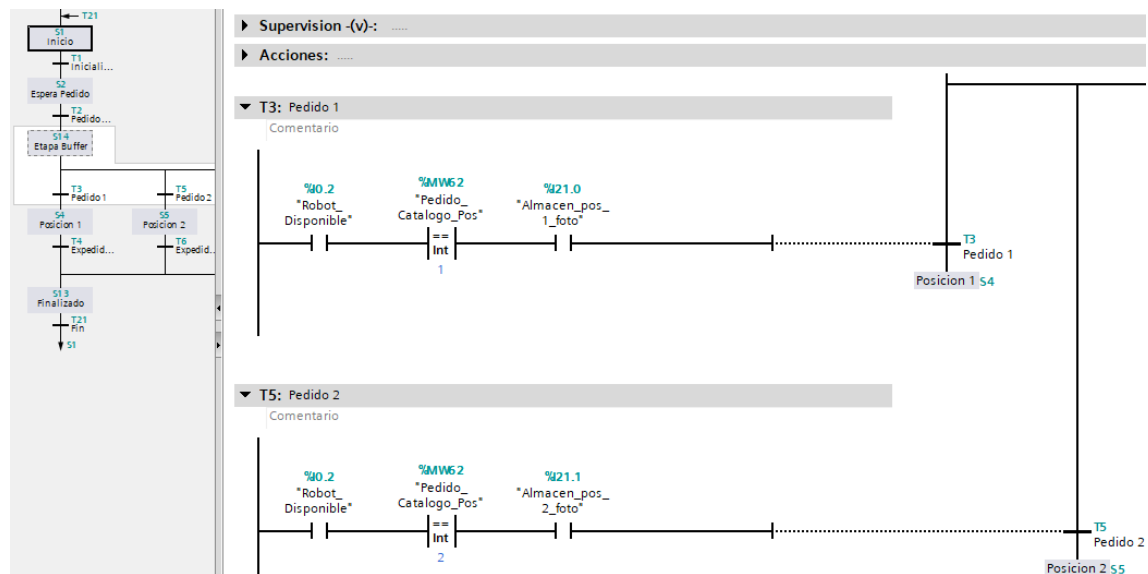 T21
S1
Inicio
T1
Iniciali...
S2
Espera Pedido
T2
Pedido...
S14
Etapa Buffer
T3
Pedido1
T5
Pedido2
S4
Posicion 1
S5
Posicion 2
T4
Expedid...
T6
Expedid...
S13
Finalizado
T21
Fin
S1
Supervision -(v)-: .....
Acciones: .....
T3: Pedido 1
Comentario
%I0.2
"Robot_
Disponible"
%MW62
"Pedido_
Catalogo_Pos"
==
Int
1
%I21.0
"Almacen_pos_
1_foto"
T3
Pedido 1
Posicion 1 S4
T5: Pedido 2
Comentario
%I0.2
"Robot_
Disponible"
%MW62
"Pedido_
Catalogo_Pos"
==
Int
2
%I21.1
"Almacen_pos_
2_foto"
T5
Pedido 2
Posicion 2 S5